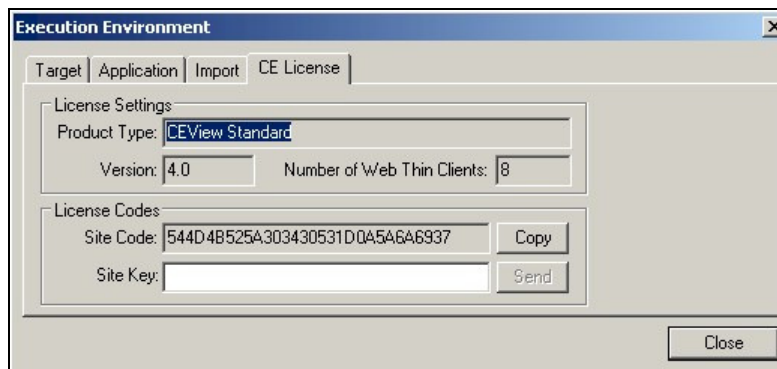 Execution Environment
Target Application Import CE License
License Settings
Product Type: CEView Standard
Version: 4.0 Number of Web Thin Clients: 8
License Codes
Site Code: 544D4B525A303430531D0A5A6A6937 Copy
Site Key: Send
Close